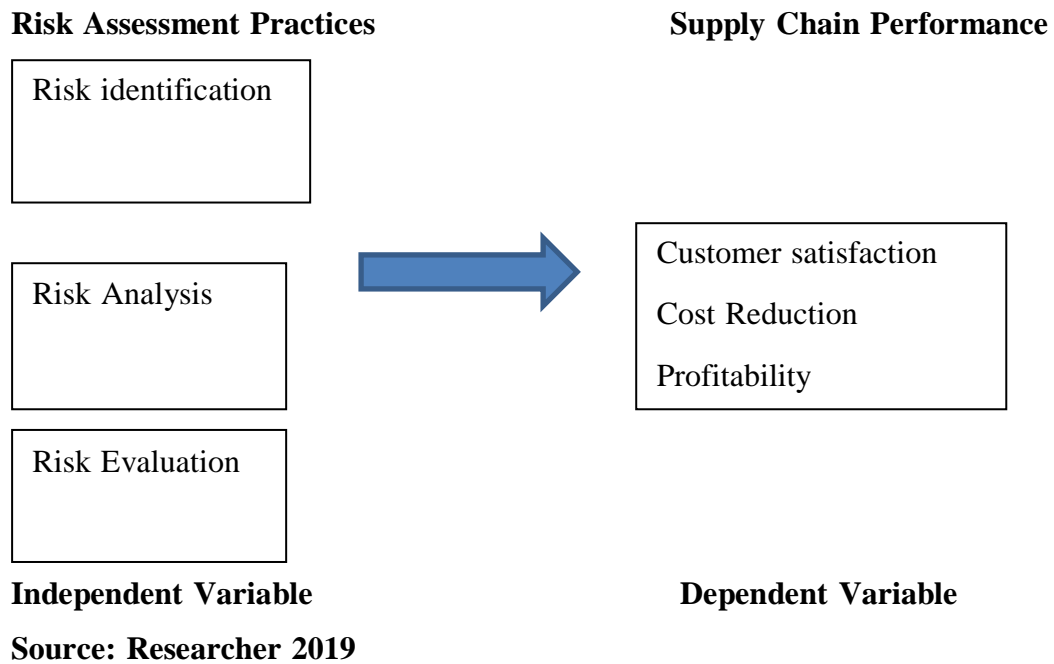 Risk Assessment Practices
Supply Chain Performance
Risk identification
Risk Analysis
Risk Evaluation
Customer satisfaction
Cost Reduction
Profitability
Independent Variable
Dependent Variable
Source: Researcher 2019